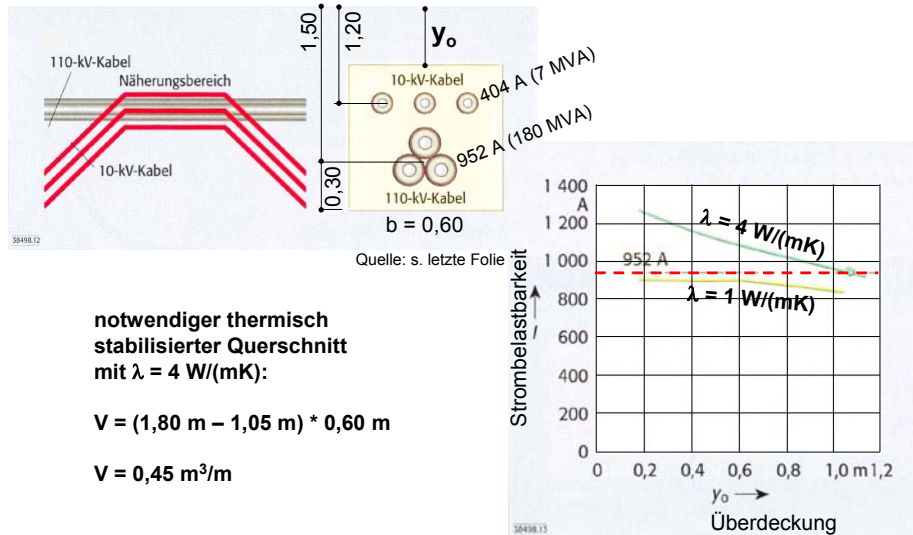 1,50
1,20
yo
110-kV-Kabel
Näherungsbereich
10-kV-Kabel
10-kV-Kabel
404 A (7 MVA)
952 A (180 MVA)
0,30
110-kV-Kabel
b = 0,60
38498.12
Quelle: s. letzte Folie
notwendiger thermisch
stabilisierter Querschnitt
mit λ = 4 W/(mK):
V = (1,80 m – 1,05 m) * 0,60 m
V = 0,45 m³/m
Strombelastbarkeit
I
1 400
A
1 200
1 000
800
600
400
200
0
λ = 4 W/(mK)
952 A
λ = 1 W/(mK)
0 0,2 0,4 0,6 0,8 1,0 m 1,2
yo
Überdeckung
38498.13